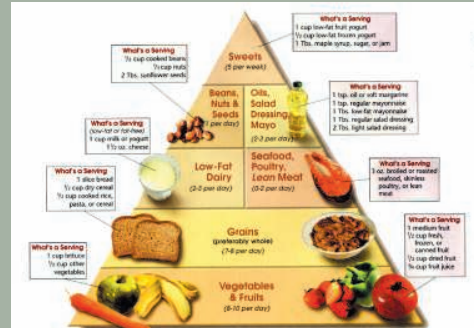 What's a Serving
1 cup low-fat fruit yogurt
½ cup low-fat frozen yogurt
1 Tbs. maple syrup, sugar, or jam
Sweets
(5 per week)
What's a Serving
½ cup cooked beans
⅓ cup nuts
2 Tbs. sunflower seeds
Beans,
Nuts &
Seeds
(1 per day)
Oils,
Salad
Dressing,
Mayo
(2-3 per day)
What's a Serving
1 tsp. oil or soft margarine
1 tsp. regular mayonnaise
1 Tbs. low-fat mayonnaise
1 Tbs. regular salad dressing
2 Tbs. light salad dressing
What's a Serving
(low-fat or fat-free)
1 cup milk or yogurt
1½ oz. cheese
Low-Fat
Dairy
(2-3 per day)
Seafood,
Poultry,
Lean Meat
(0-2 per day)
What's a Serving
3 oz. broiled or roasted
seafood, skinless
poultry, or lean
meat
What's a Serving
1 slice bread
½ cup dry cereal
½ cup cooked rice,
pasta, or cereal
Grains
(preferably whole)
(7-8 per day)
What's a Serving
1 cup lettuce
½ cup other
vegetables
Vegetables
& Fruits
(8-10 per day)
What's a Serving
1 medium fruit
½ cup fresh,
frozen, or
canned fruit
¼ cup dried fruit
¾ cup fruit juice